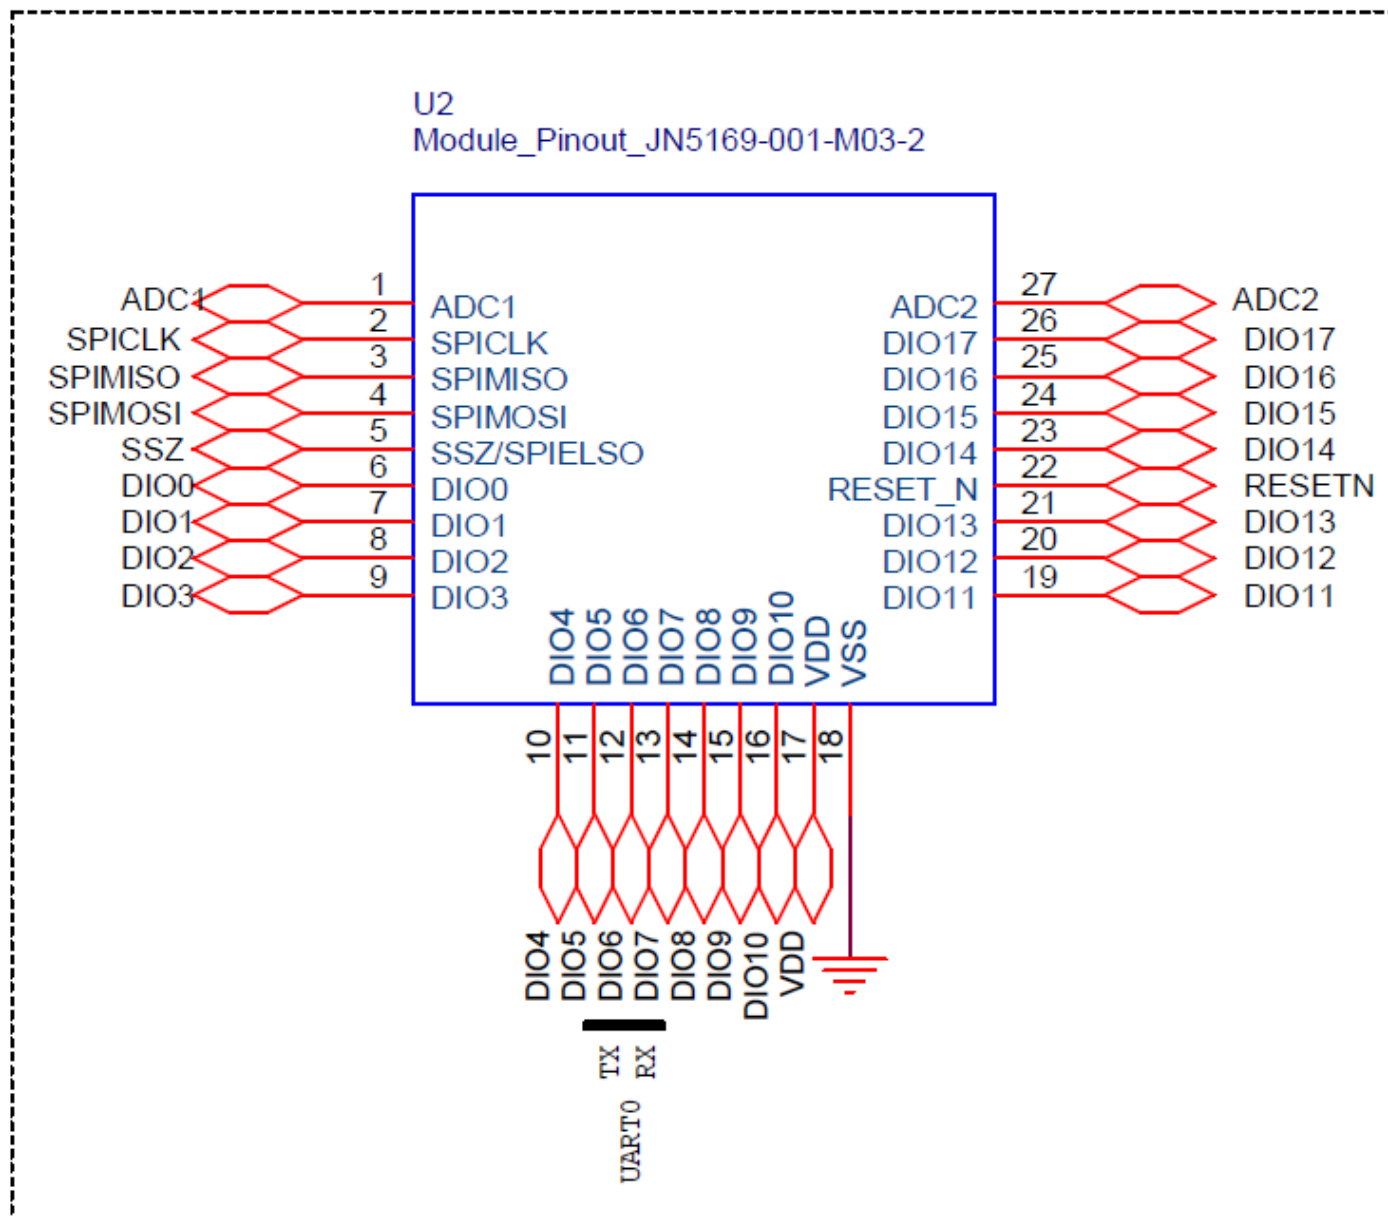 U2
Module_Pinout_JN5169-001-M03-2
ADC1 1 ADC1 ADC2 27 ADC2
SPICLK 2 SPICLK DIO17 26 DIO17
SPIMISO 3 SPIMISO DIO16 25 DIO16
SPIMOSI 4 SPIMOSI DIO15 24 DIO15
SSZ 5 SSZ/SPIELSO DIO14 23 DIO14
DIO0 6 DIO0 RESET_N 22 RESETN
DIO1 7 DIO1 DIO13 21 DIO13
DIO2 8 DIO2 DIO12 20 DIO12
DIO3 9 DIO3 DIO11 19 DIO11
DIO4 DIO5 DIO6 DIO7 DIO8 DIO9 DIO10 VDD VSS
10 11 12 13 14 15 16 17 18
DIO4 DIO5 DIO6 DIO7 DIO8 DIO9 DIO10 VDD
TX RX
UART0